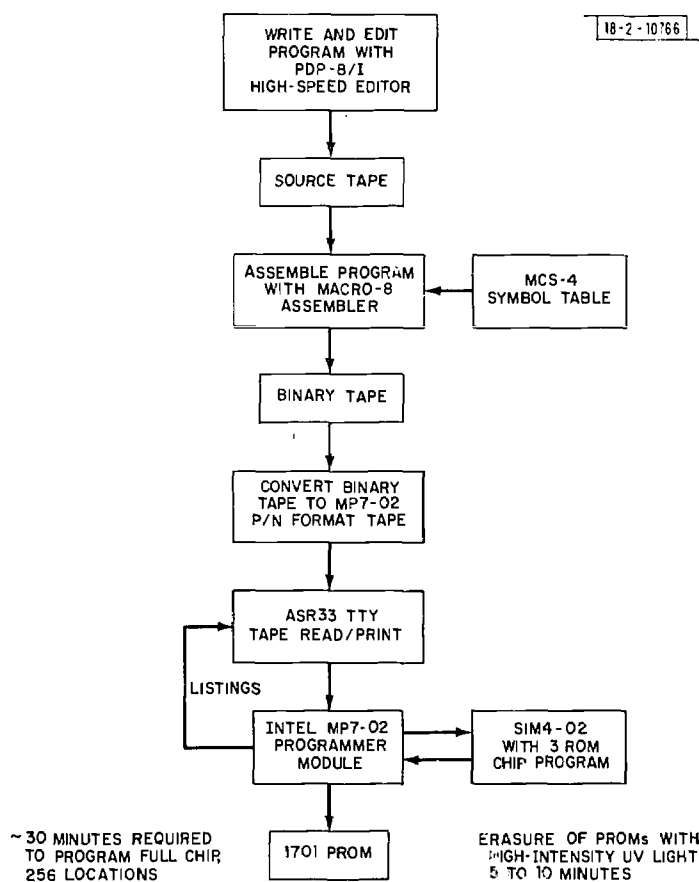 18-2-10766
WRITE AND EDIT
PROGRAM WITH
PDP-8/I
HIGH-SPEED EDITOR
SOURCE TAPE
ASSEMBLE PROGRAM
WITH MACRO-8
ASSEMBLER
MCS-4
SYMBOL TABLE
BINARY TAPE
CONVERT BINARY
TAPE TO MP7-02
P/N FORMAT TAPE
ASR33 TTY
TAPE READ/PRINT
LISTINGS
INTEL MP7-02
PROGRAMMER
MODULE
SIM4-02
WITH 3 ROM
CHIP PROGRAM
1701 PROM
~30 MINUTES REQUIRED
TO PROGRAM FULL CHIP,
256 LOCATIONS
ERASURE OF PROMs WITH
HIGH-INTENSITY UV LIGHT
5 TO 10 MINUTES